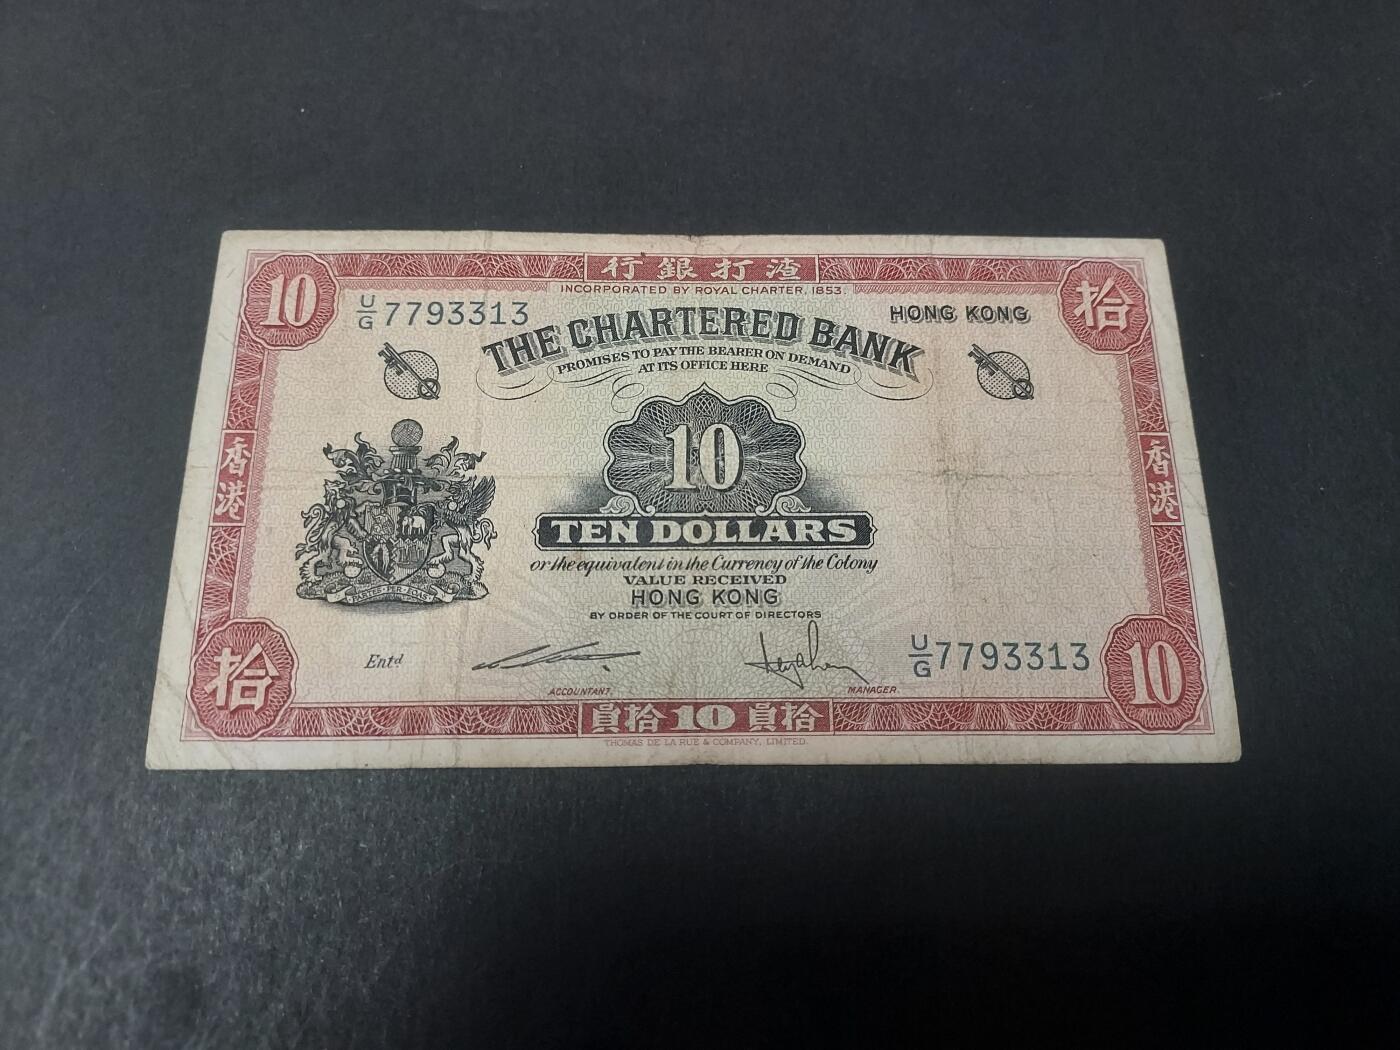 行銀打渣
INCORPORATED BY ROYAL CHARTER, 1853.
10
U/G 7793313
HONG KONG
拾
THE CHARTERED BANK
PROMISES TO PAY THE BEARER ON DEMAND
AT ITS OFFICE HERE
10
香港
香港
TEN DOLLARS
or the equivalent in the Currency of the Colony
VALUE RECEIVED
HONG KONG
BY ORDER OF THE COURT OF DIRECTORS
拾
Entd
U/G 7793313
10
ACCOUNTANT.
MANAGER.
員拾 10 員拾
THOMAS DE LA RUE & COMPANY, LIMITED.